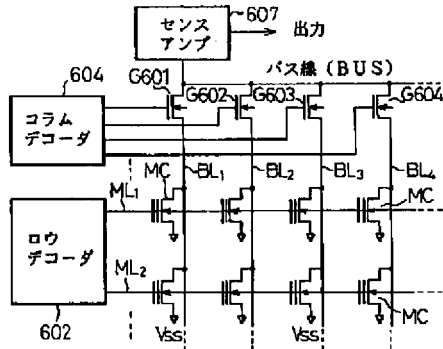 607
センス
アンプ
出力
604
G601
バス線 (BUS)
G602
G603
G604
コラム
デコーダ
MC
BL1
BL2
BL3
BL4
ML1
MC
ロウ
デコーダ
ML2
MC
602
Vss
Vss